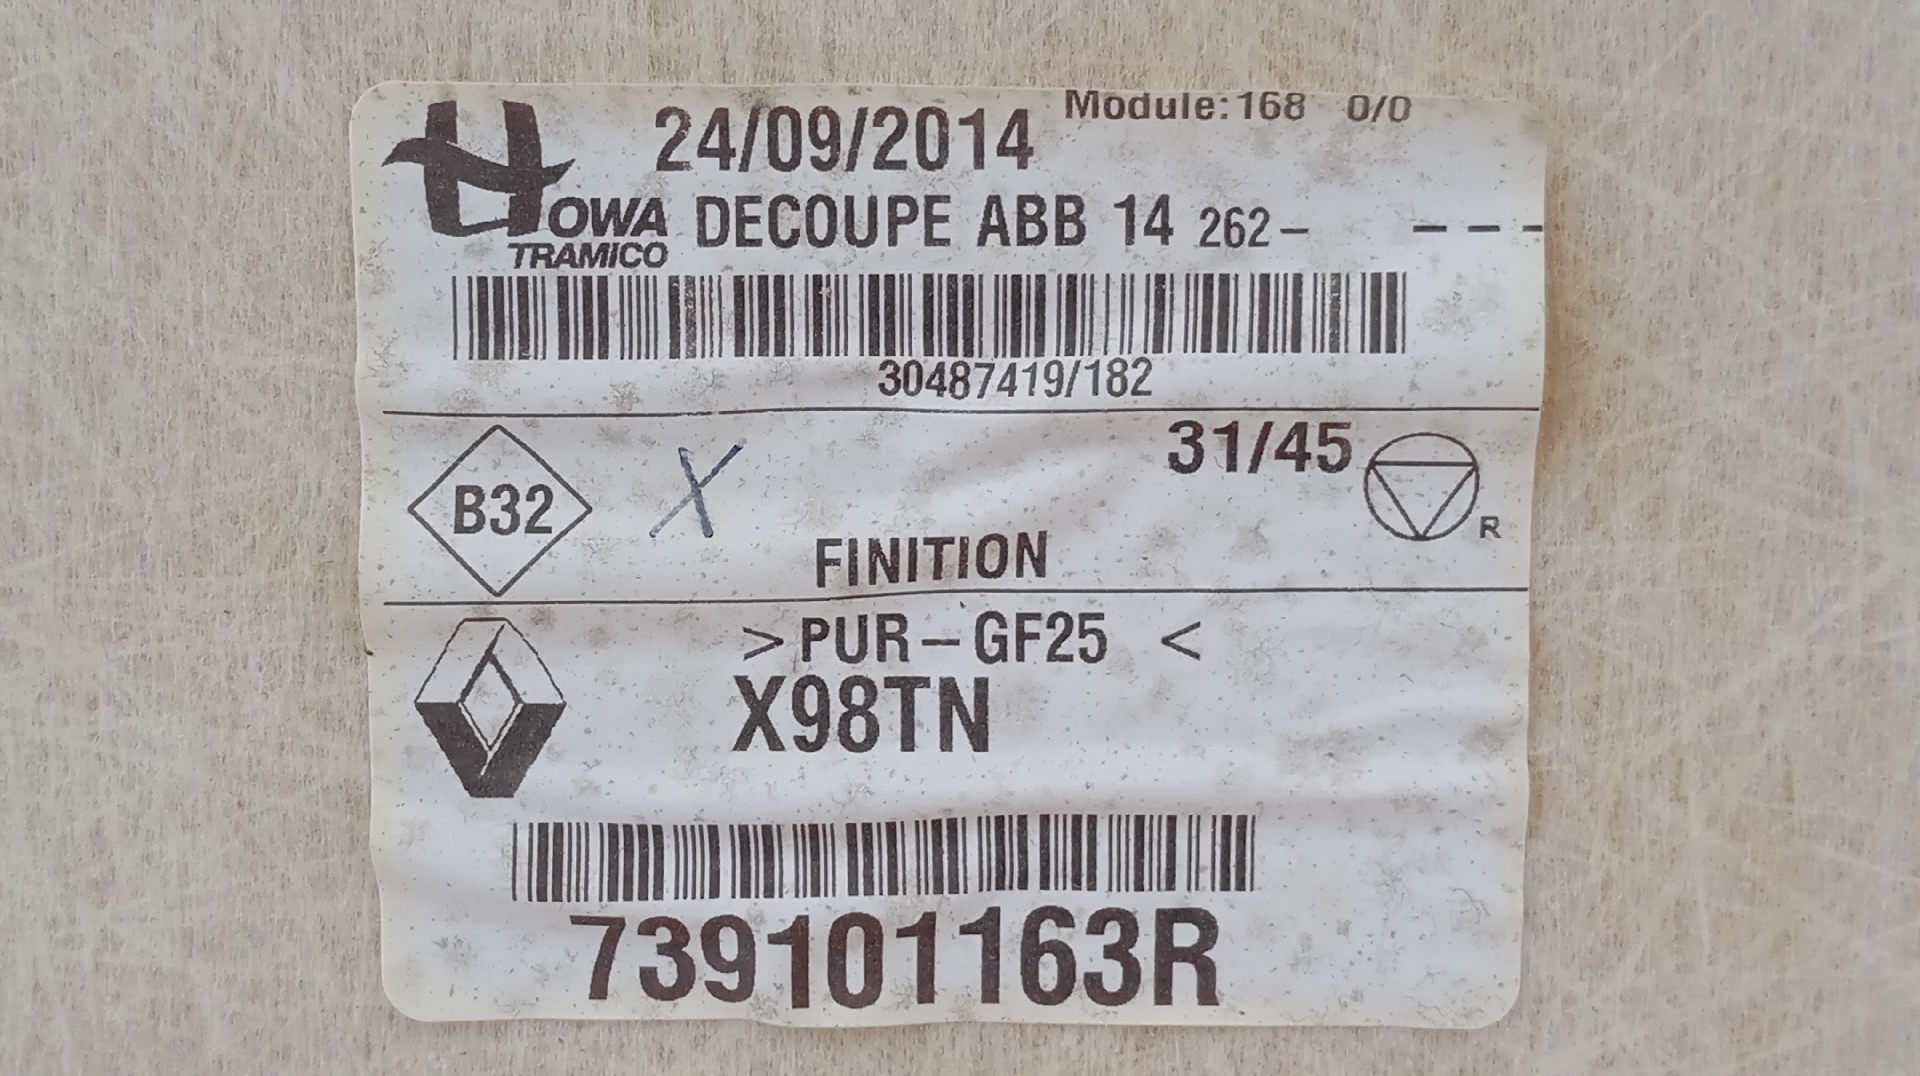 Module: 168 0/0
24/09/2014
HOWA
TRAMICO
DECOUPE ABB 14 262- ---
30487419/182
31/45
B32
X
R
FINITION
>PUR-GF25 <
X98TN
739101163R